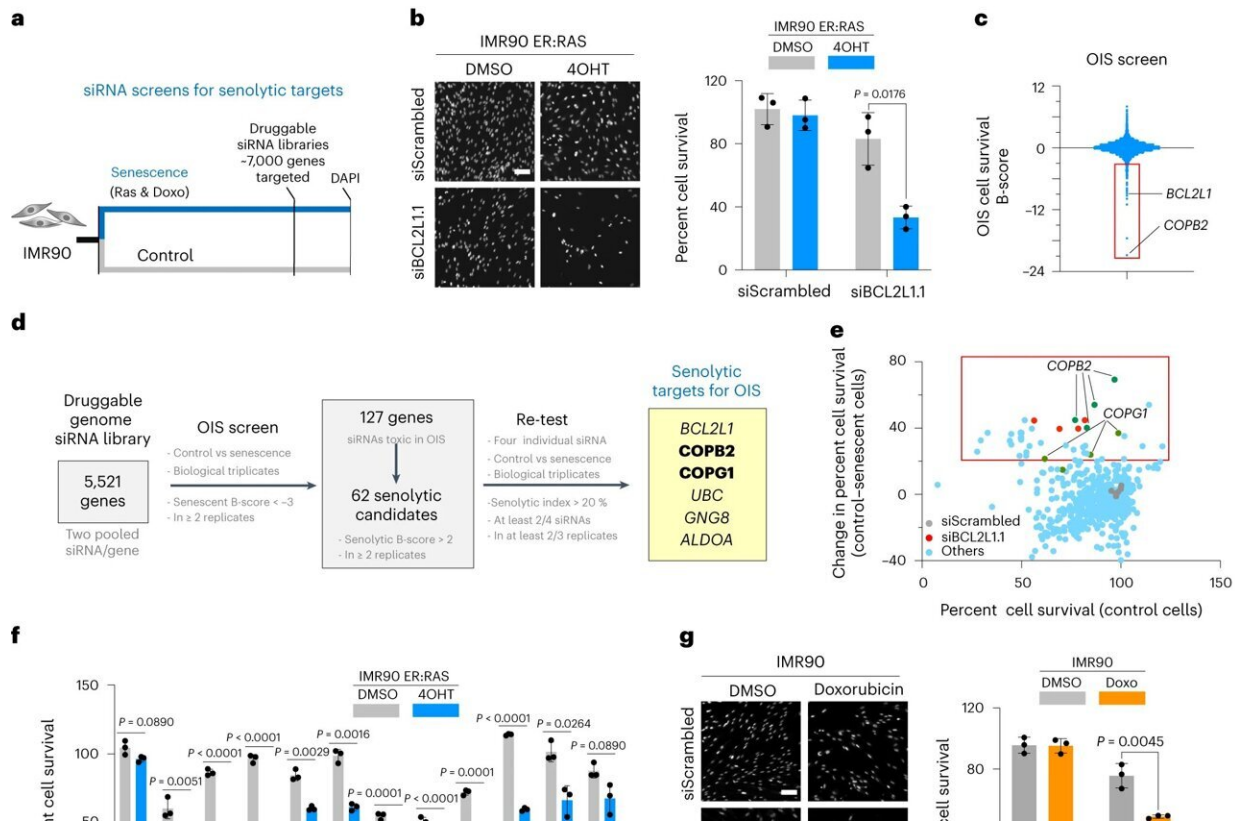 a
siRNA screens for senolytic targets
Druggable
siRNA libraries
~7,000 genes
targeted
DAPI
Senescence
(Ras & Doxo)
IMR90
Control
b
IMR90 ER:RAS
DMSO
4OHT
siScrambled
siBCL2L1.1
IMR90 ER:RAS
DMSO
4OHT
Percent cell survival
120
80
40
0
P = 0.0176
siScrambled
siBCL2L1.1
c
OIS screen
OIS cell survival
B-score
12
0
–12
–24
BCL2L1
COPB2
d
Druggable
genome
siRNA library
5,521
genes
Two pooled
siRNA/gene
OIS screen
- Control vs senescence
- Biological triplicates
- Senescent B-score < –3
- In ≥ 2 replicates
127 genes
siRNAs toxic in OIS
62 senolytic
candidates
- Senolytic B-score > 2
- In ≥ 2 replicates
Re-test
- Four individual siRNA
- Control vs senescence
- Biological triplicates
-Senolytic index > 20 %
- At least 2/4 siRNAs
- In at least 2/3 replicates
Senolytic
targets for OIS
BCL2L1
COPB2
COPG1
UBC
GNG8
ALDOA
e
Change in percent cell survival
(control–senescent cells)
80
40
0
–40
COPB2
COPG1
siScrambled
siBCL2L1.1
Others
0
50
100
150
Percent cell survival (control cells)
f
IMR90 ER:RAS
DMSO
4OHT
cell survival
150
100
50
P = 0.0890
P = 0.0051
P < 0.0001
P < 0.0001
P = 0.0029
P = 0.0016
P < 0.0001
P < 0.0001
P = 0.0001
P < 0.0001
P = 0.0264
P = 0.0890
g
IMR90
DMSO
Doxorubicin
siScrambled
IMR90
DMSO
Doxo
cell survival
120
80
P = 0.0045